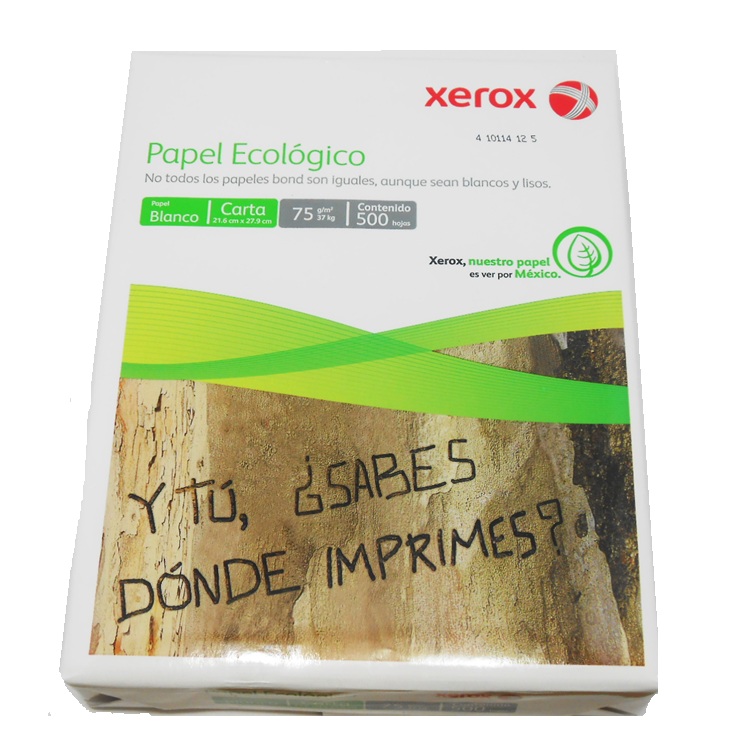 xerox
4 10114 12 5
Papel Ecológico
No todos los papeles bond son iguales, aunque sean blancos y lisos.
Papel
Blanco
Carta
21.6 cm x 27.9 cm
75 g/m²
37 kg
Contenido
500 hojas
Xerox, nuestro papel
es ver por México.
Y TÚ, ¿SABES
DÓNDE IMPRIMES?